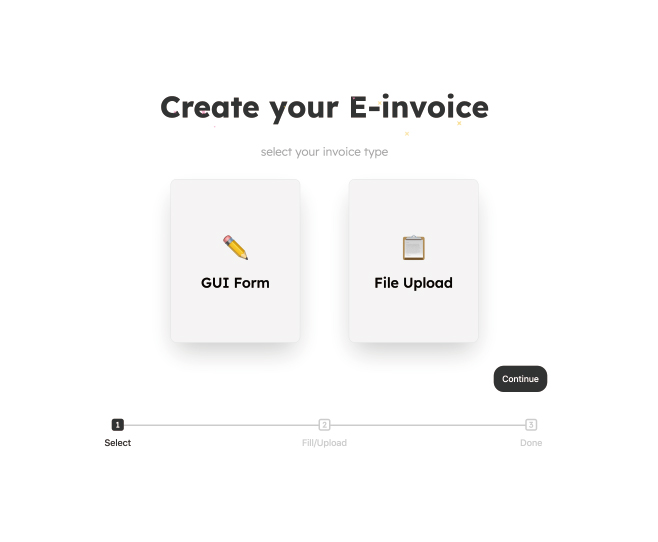 Create your E-invoice
select your invoice type
GUI Form
File Upload
Continue
1
2
3
Select
Fill/Upload
Done